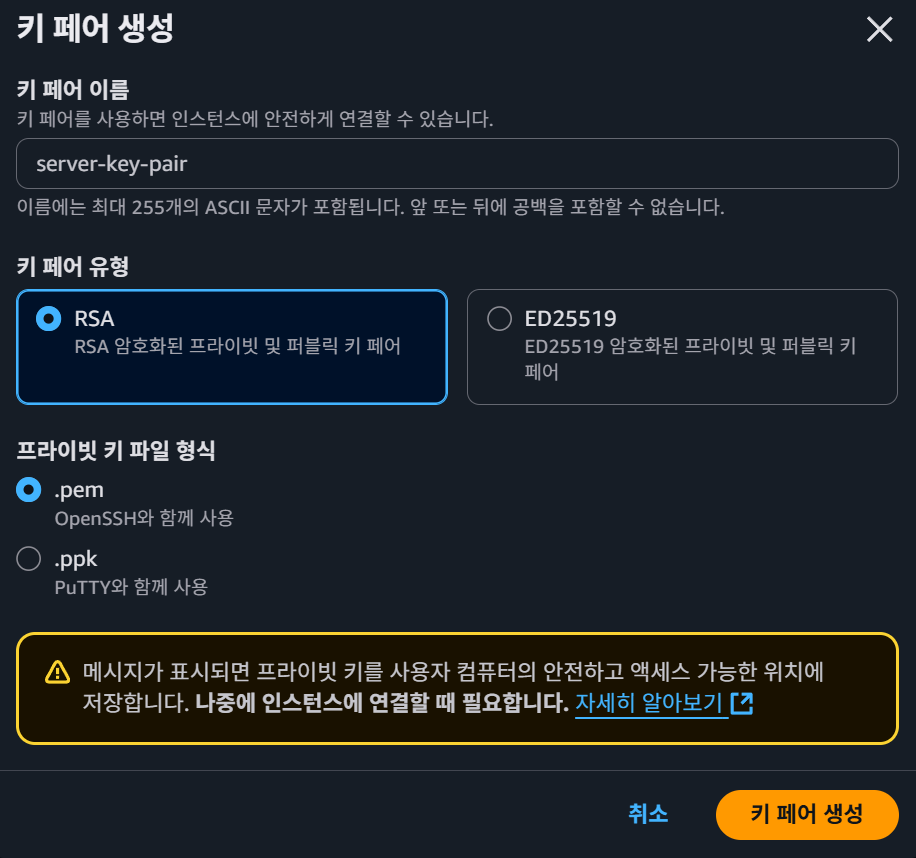 키 페어 생성
키 페어 이름
키 페어를 사용하면 인스턴스에 안전하게 연결할 수 있습니다.
server-key-pair
이름에는 최대 255개의 ASCII 문자가 포함됩니다. 앞 또는 뒤에 공백을 포함할 수 없습니다.
키 페어 유형
RSA
RSA 암호화된 프라이빗 및 퍼블릭 키 페어
ED25519
ED25519 암호화된 프라이빗 및 퍼블릭 키
페어
프라이빗 키 파일 형식
.pem
OpenSSH와 함께 사용
.ppk
PuTTY와 함께 사용
메시지가 표시되면 프라이빗 키를 사용자 컴퓨터의 안전하고 액세스 가능한 위치에
저장합니다. 나중에 인스턴스에 연결할 때 필요합니다. 자세히 알아보기
취소
키 페어 생성